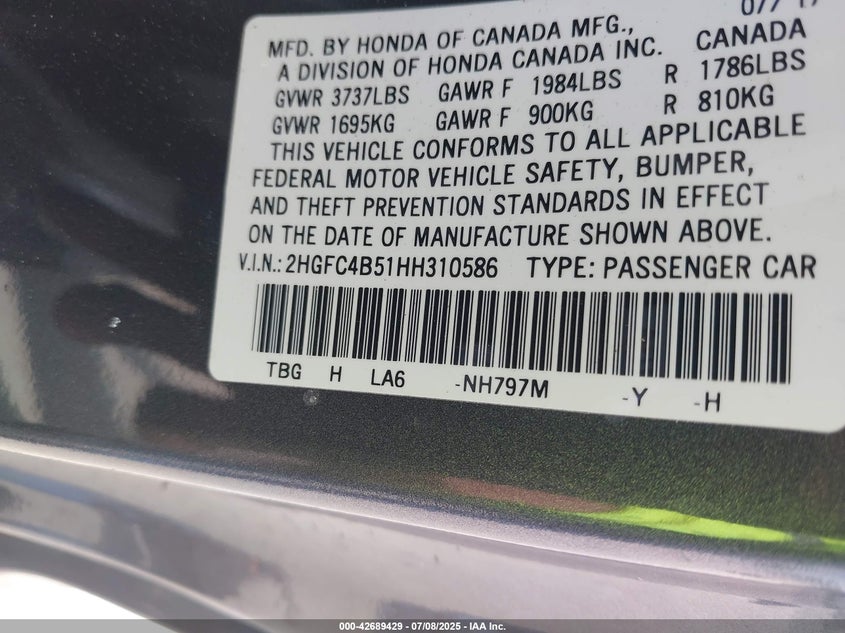 MFD. BY HONDA OF CANADA MFG.,
A DIVISION OF HONDA CANADA INC. CANADA
GVWR 3737LBS GAWR F 1984LBS R 1786LBS
GVWR 1695KG GAWR F 900KG R 810KG
THIS VEHICLE CONFORMS TO ALL APPLICABLE
FEDERAL MOTOR VEHICLE SAFETY, BUMPER,
AND THEFT PREVENTION STANDARDS IN EFFECT
ON THE DATE OF MANUFACTURE SHOWN ABOVE.
V.I.N.: 2HGFC4B51HH310586 TYPE: PASSENGER CAR
TBG H LA6 -NH797M -Y -H
000-42689429 - 07/08/2025 - IAA Inc.